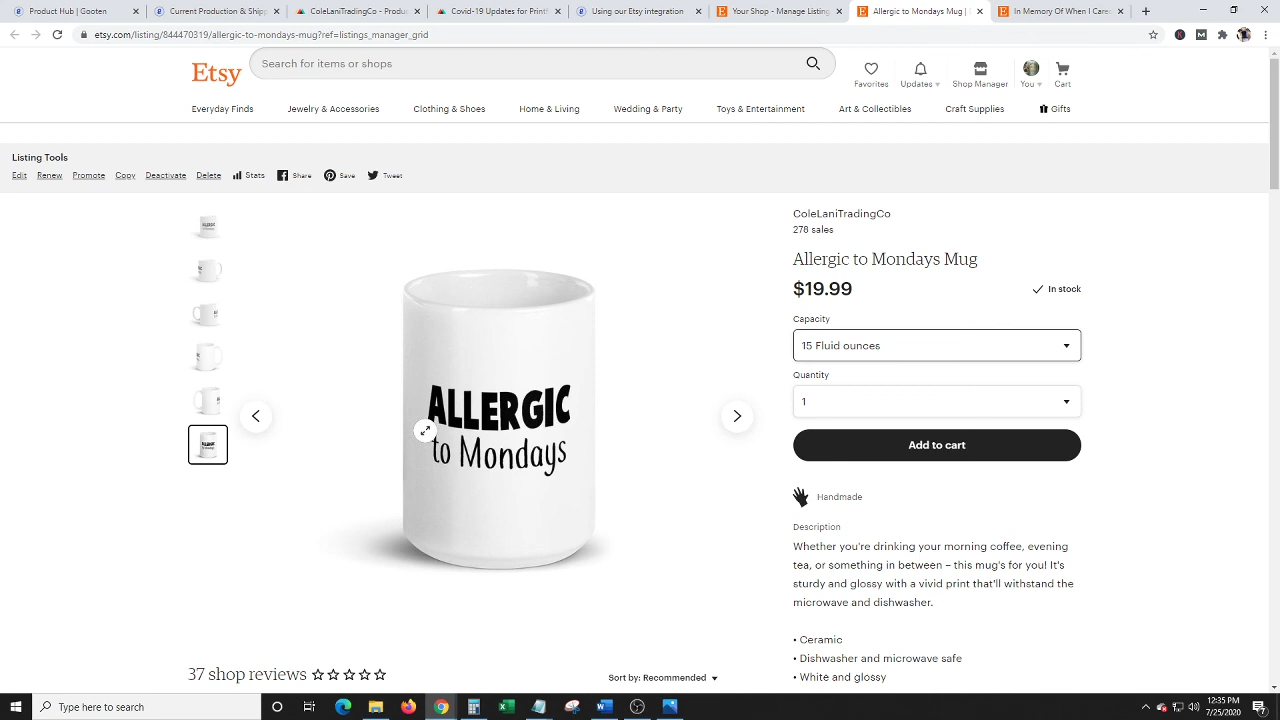 Product Hub | Gooten
Current Production & Shipp
ColeLaniTradingCo - Produc
Covid-19 Updates for Printf
Using our Etsy integration
Your Shop - Manage Listing
Allergic to Mondays Mug |
In Memory Of When I Care
etsy.com/listing/844470319/allergic-to-mondays-mug?ref=listings_manager_grid
Etsy
Search for items or shops
Favorites
Updates
Shop Manager
You
Cart
Everyday Finds
Jewelry & Accessories
Clothing & Shoes
Home & Living
Wedding & Party
Toys & Entertainment
Art & Collectibles
Craft Supplies
Gifts
Listing Tools
Edit Renew Promote Copy Deactivate Delete Stats Share Save Tweet
ALLERGIC
to Mondays
ColeLaniTradingCo
278 sales
Allergic to Mondays Mug
$19.99
In stock
Capacity
15 Fluid ounces
Quantity
1
Add to cart
Handmade
Description
Whether you're drinking your morning coffee, evening
tea, or something in between – this mug's for you! It's
sturdy and glossy with a vivid print that'll withstand the
microwave and dishwasher.
• Ceramic
• Dishwasher and microwave safe
• White and glossy
37 shop reviews
Sort by: Recommended
Type here to search
12:35 PM
7/25/2020